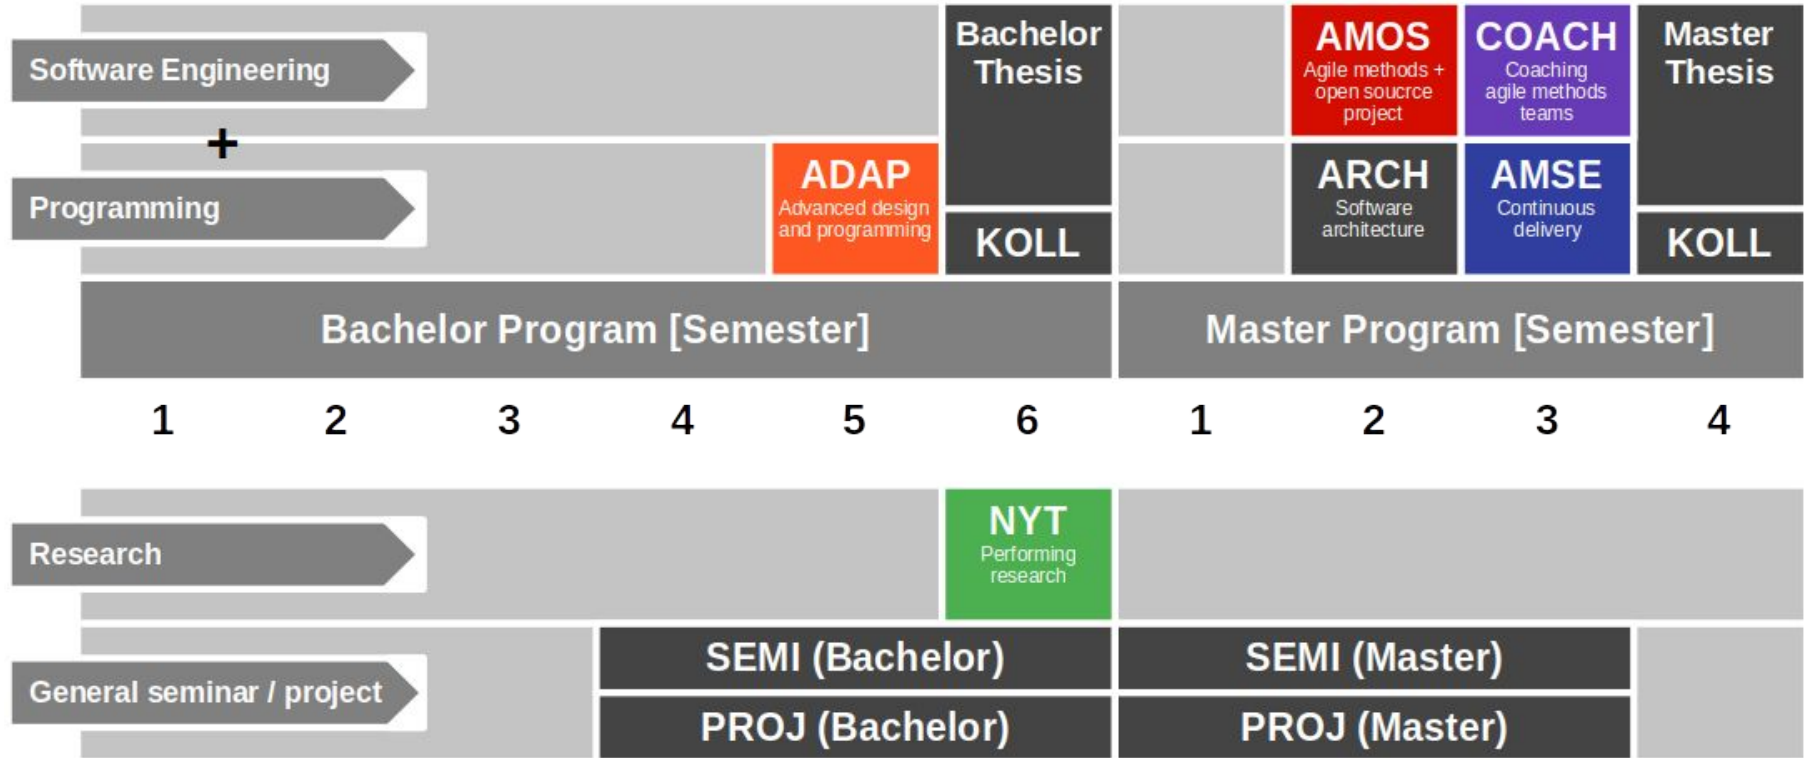 Software Engineering
+
Programming
Bachelor
Thesis
KOLL
ADAP
Advanced design
and programming
AMOS
Agile methods +
open soucrce
project
COACH
Coaching
agile methods
teams
Master
Thesis
ARCH
Software
architecture
AMSE
Continuous
delivery
KOLL
Bachelor Program [Semester]
Master Program [Semester]
1 2 3 4 5 6 1 2 3 4
Research
NYT
Performing
research
General seminar / project
SEMI (Bachelor)
SEMI (Master)
PROJ (Bachelor)
PROJ (Master)